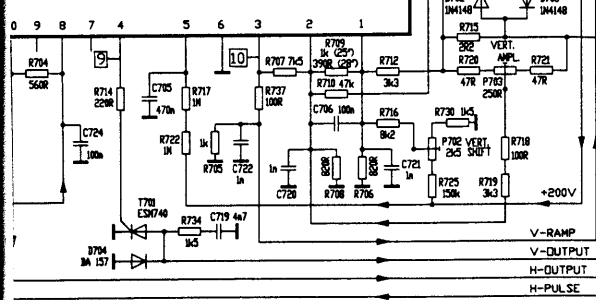 1N4148
1N4148
R715
2R2
VERT.
AMPL.
0 9 8 7 4 5 6 3 2 1
9
10
R709
1k (25")
390R (28")
R704
560R
R707 7k5
R712
3k3
R720
47R
P703
250R
R721
47R
R710 47k
R714
220R
C705
470n
R717
1M
R737
100R
C706 100n
R716
8k2
R730 1k5
C724
100n
R722
1M
1k
R705
C722
1n
P702
2k5
VERT.
SHIFT
R718
100R
1n
C720
820R
R708
820R
R706
C721
1n
R725
150k
R719
3k3
+200V
T701
ESM740
R734
1k5
C719 4n7
V-RAMP
D704
BA 157
V-OUTPUT
H-OUTPUT
H-PULSE